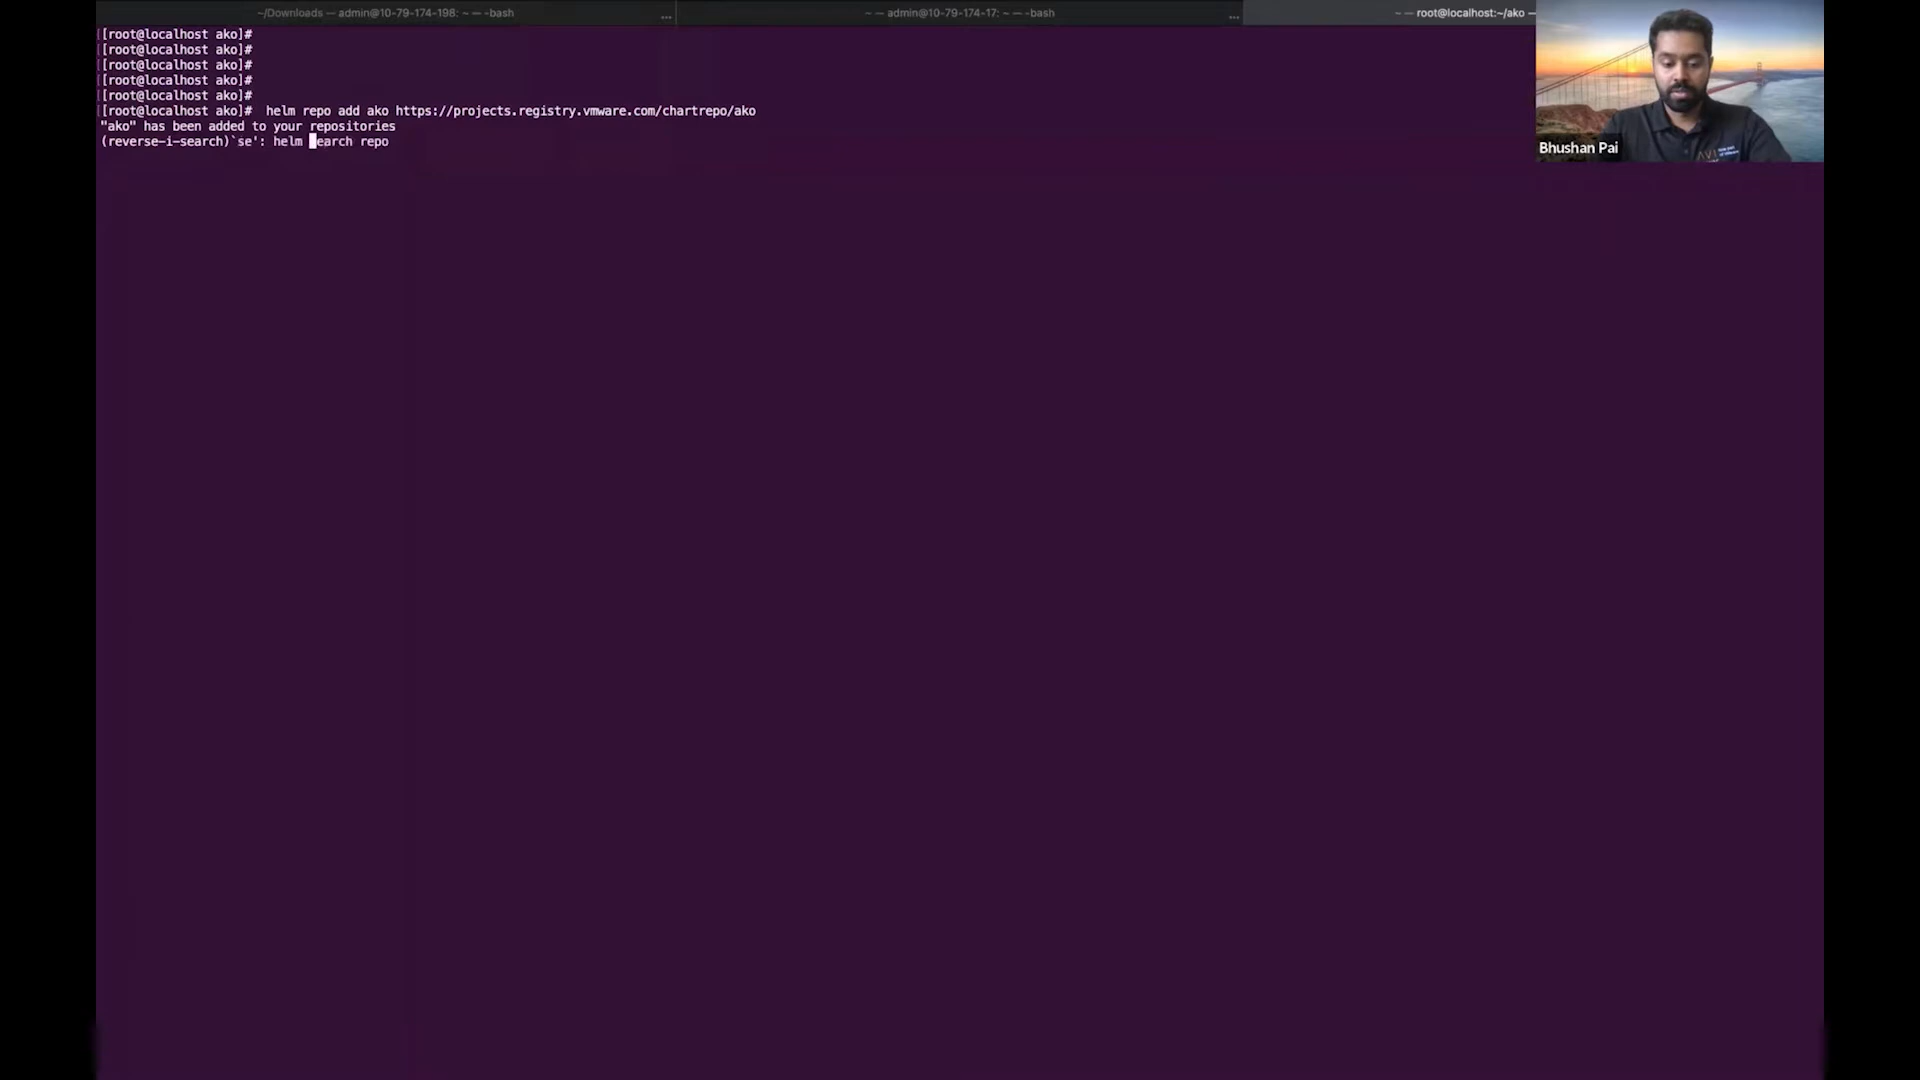 ~/Downloads — admin@10-79-174-198: ~ — -bash
...
~ — admin@10-79-174-17: ~ — -bash
...
~ — root@localhost:~/ako —
[[root@localhost ako]#
[[root@localhost ako]#
[[root@localhost ako]#
[[root@localhost ako]#
[[root@localhost ako]#
[[root@localhost ako]#  helm repo add ako https://projects.registry.vmware.com/chartrepo/ako
"ako" has been added to your repositories
(reverse-i-search)`se': helm search repo
Bhushan Pai
AVI